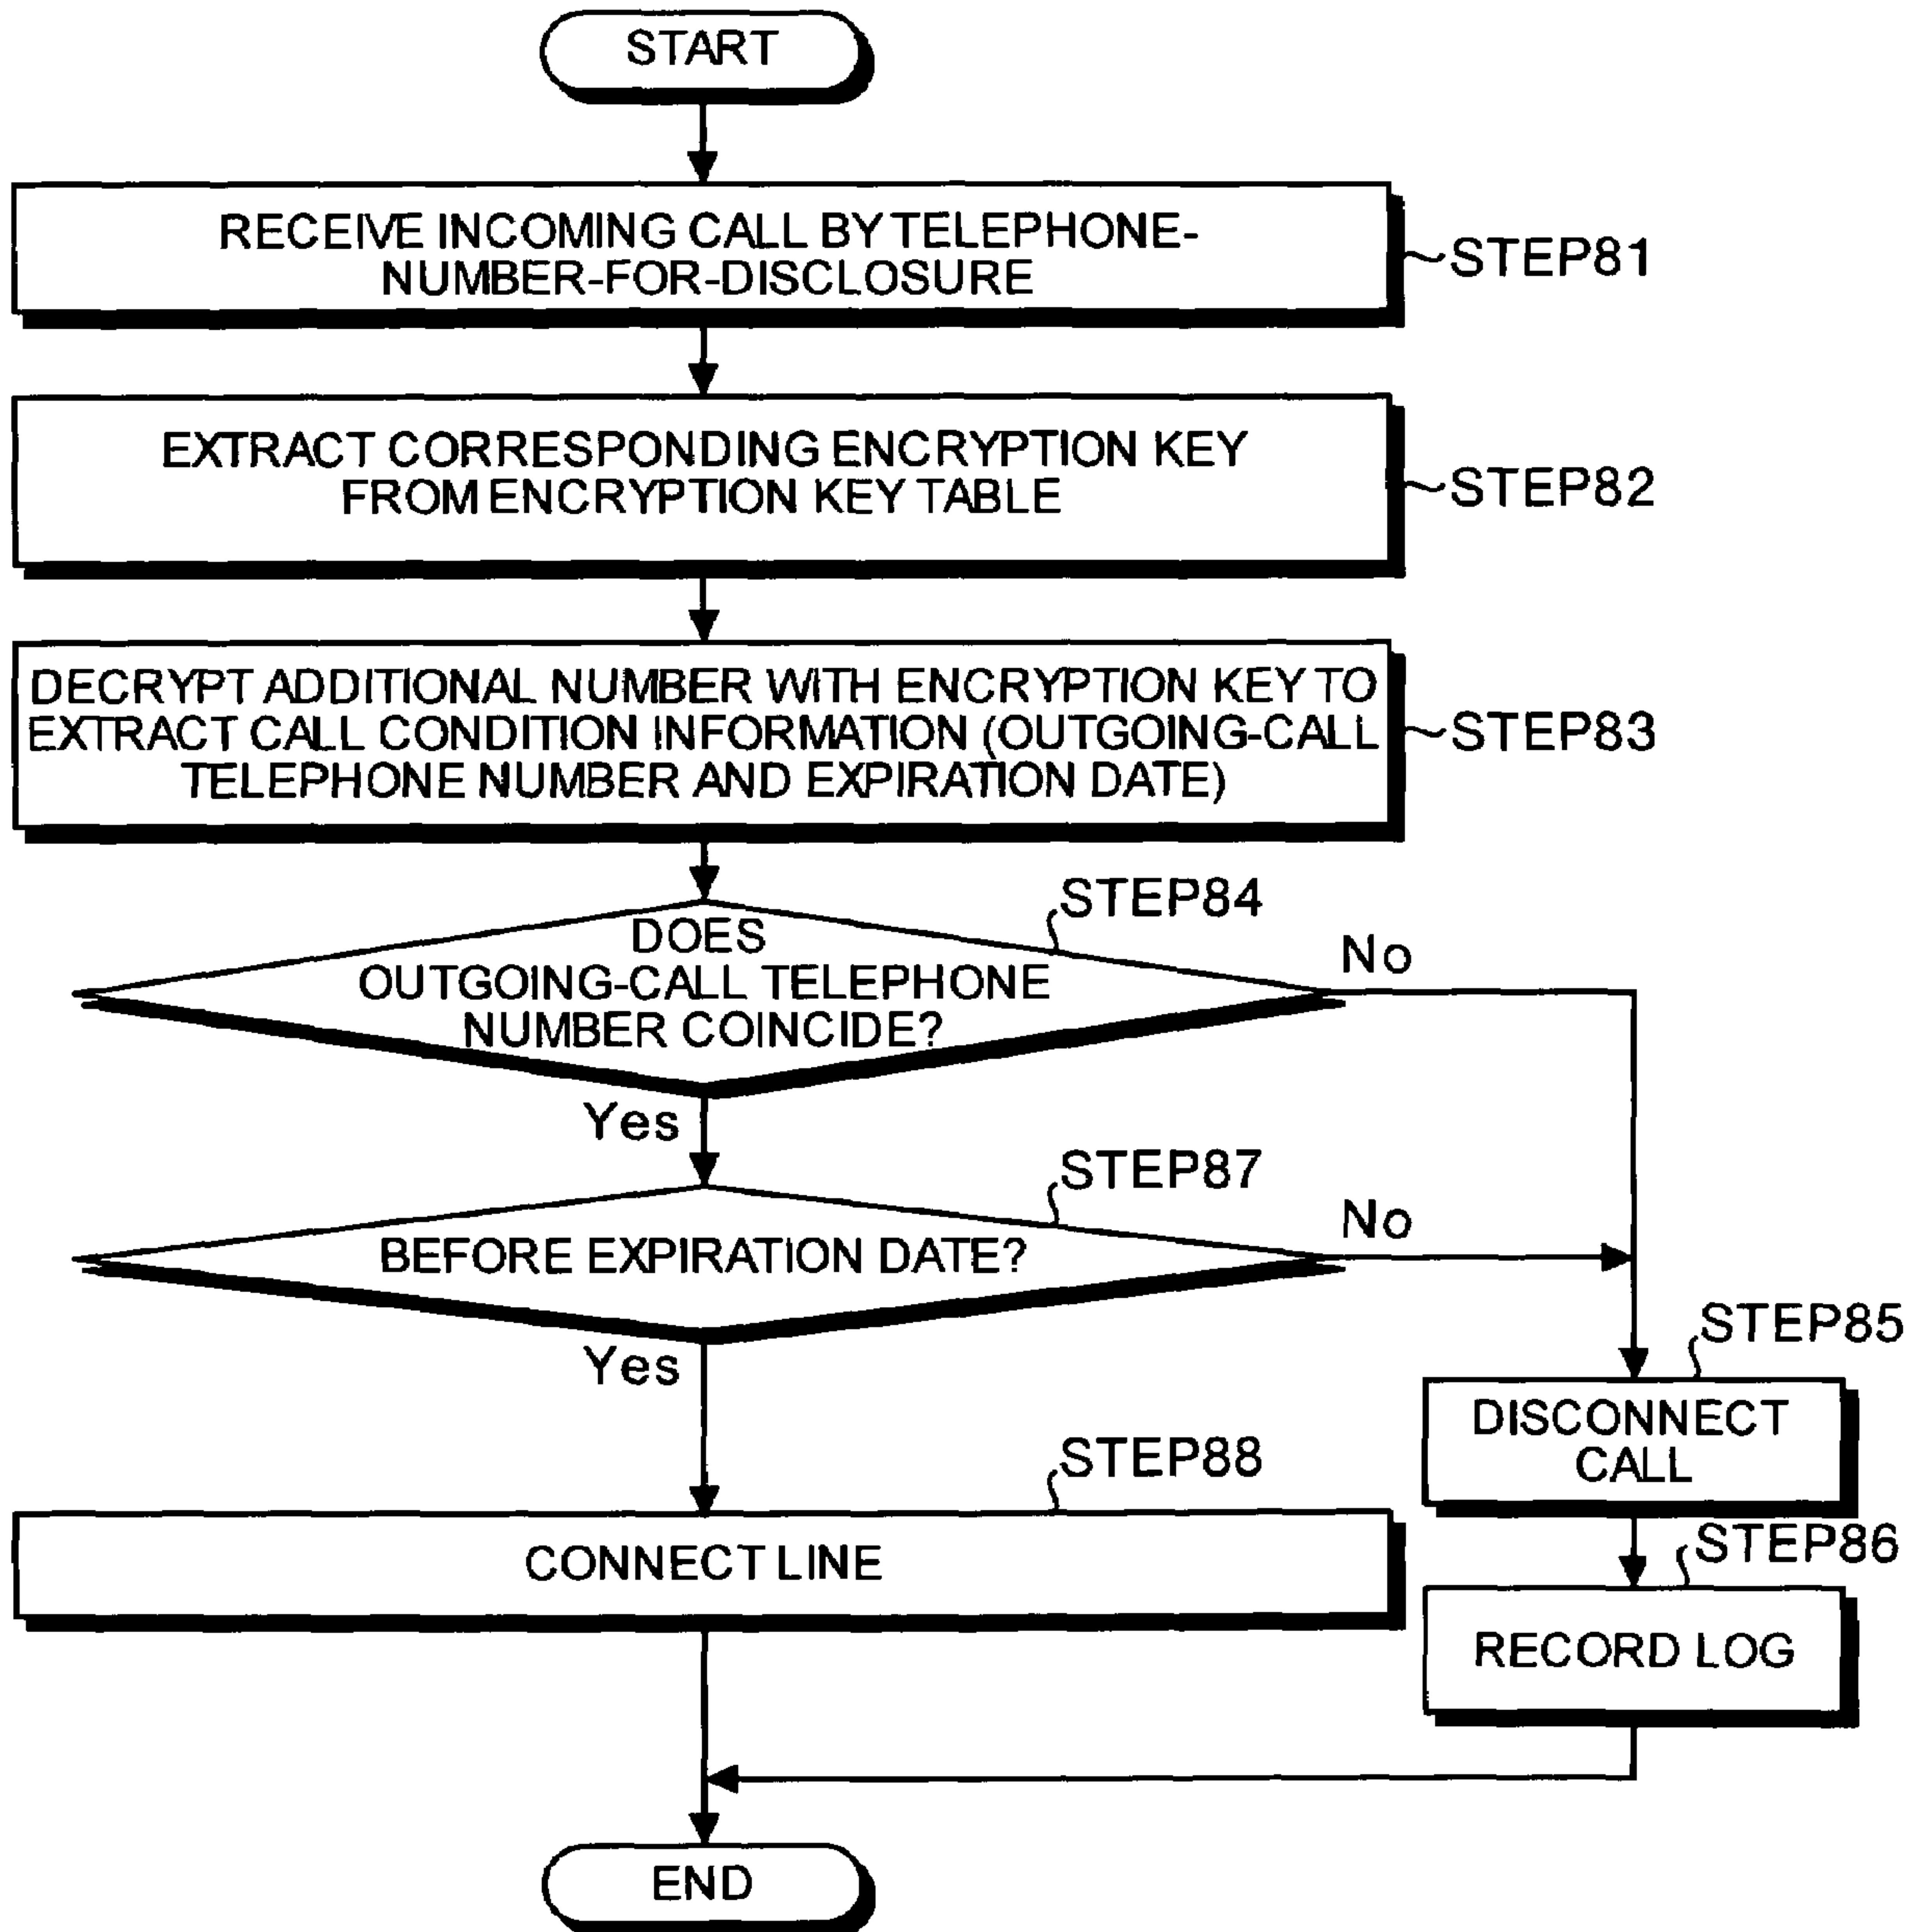 START
RECEIVE INCOMING CALL BY TELEPHONE-
NUMBER-FOR-DISCLOSURE
STEP81
EXTRACT CORRESPONDING ENCRYPTION KEY
FROM ENCRYPTION KEY TABLE
STEP82
DECRYPT ADDITIONAL NUMBER WITH ENCRYPTION KEY TO
EXTRACT CALL CONDITION INFORMATION (OUTGOING-CALL
TELEPHONE NUMBER AND EXPIRATION DATE)
STEP83
STEP84
DOES
OUTGOING-CALL TELEPHONE
NUMBER COINCIDE?
No
Yes
STEP87
BEFORE EXPIRATION DATE?
No
Yes
STEP85
DISCONNECT
CALL
STEP88
CONNECT LINE
STEP86
RECORD LOG
END